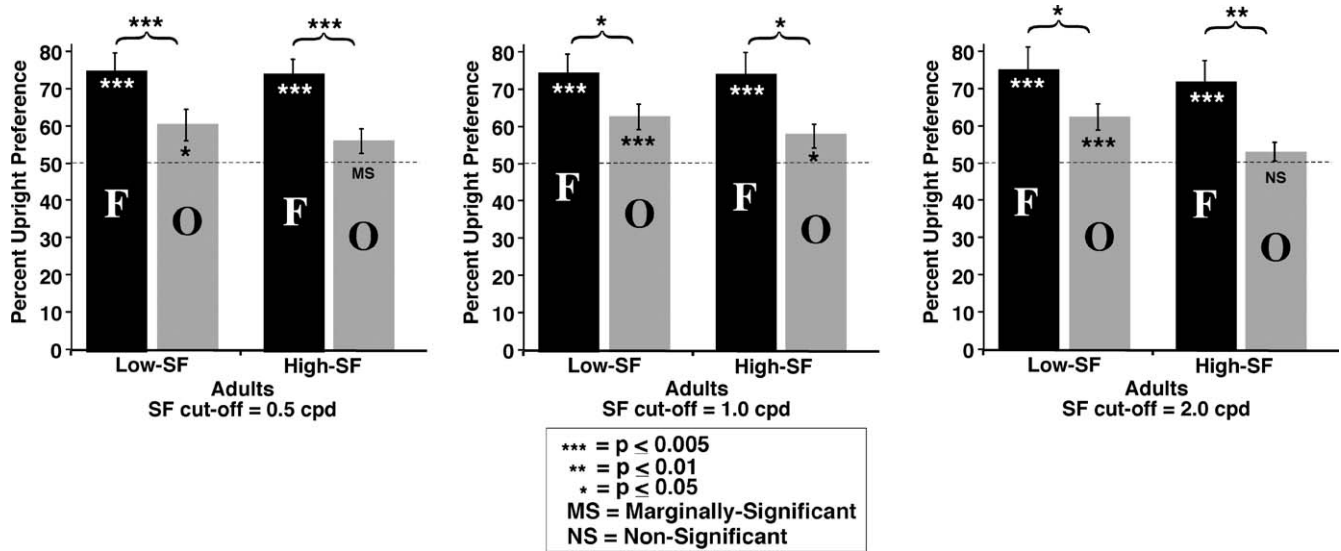 ***
***
Percent Upright Preference
80
70
60
50
40
30
20
10
0
***
*
***
MS
F
O
F
O
Low-SF
High-SF
Adults
SF cut-off = 0.5 cpd
*
*
Percent Upright Preference
80
70
60
50
40
30
20
10
0
***
***
***
*
F
O
F
O
Low-SF
High-SF
Adults
SF cut-off = 1.0 cpd
*
**
Percent Upright Preference
80
70
60
50
40
30
20
10
0
***
***
***
NS
F
O
F
O
Low-SF
High-SF
Adults
SF cut-off = 2.0 cpd
*** = p ≤ 0.005
** = p ≤ 0.01
* = p ≤ 0.05
MS = Marginally-Significant
NS = Non-Significant